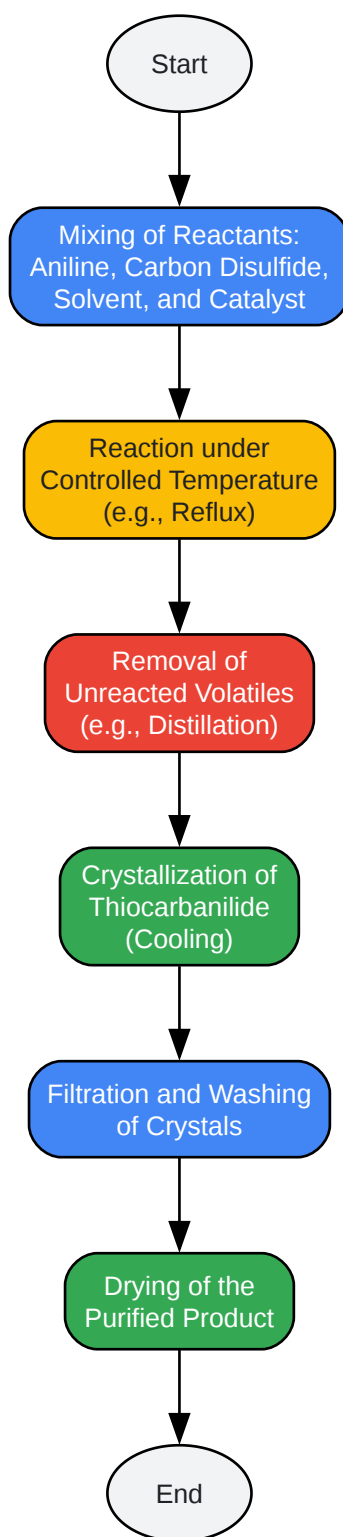 Start
Mixing of Reactants:
Aniline, Carbon Disulfide,
Solvent, and Catalyst
Reaction under
Controlled Temperature
(e.g., Reflux)
Removal of
Unreacted Volatiles
(e.g., Distillation)
Crystallization of
Thiocarbanilide
(Cooling)
Filtration and Washing
of Crystals
Drying of the
Purified Product
End